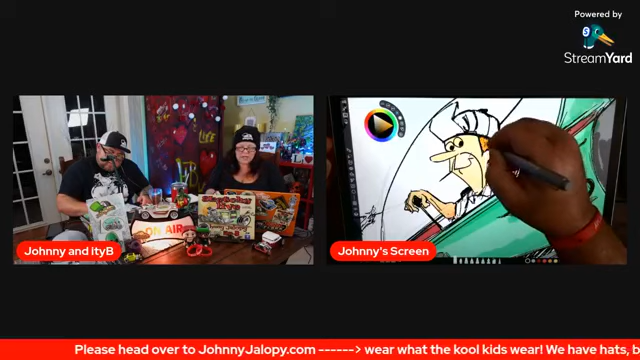 Powered by
StreamYard
ON AIR
Johnny and ItyB
Johnny's Screen
Please head over to JohnnyJalopy.com ------> wear what the kool kids wear! We have hats, b